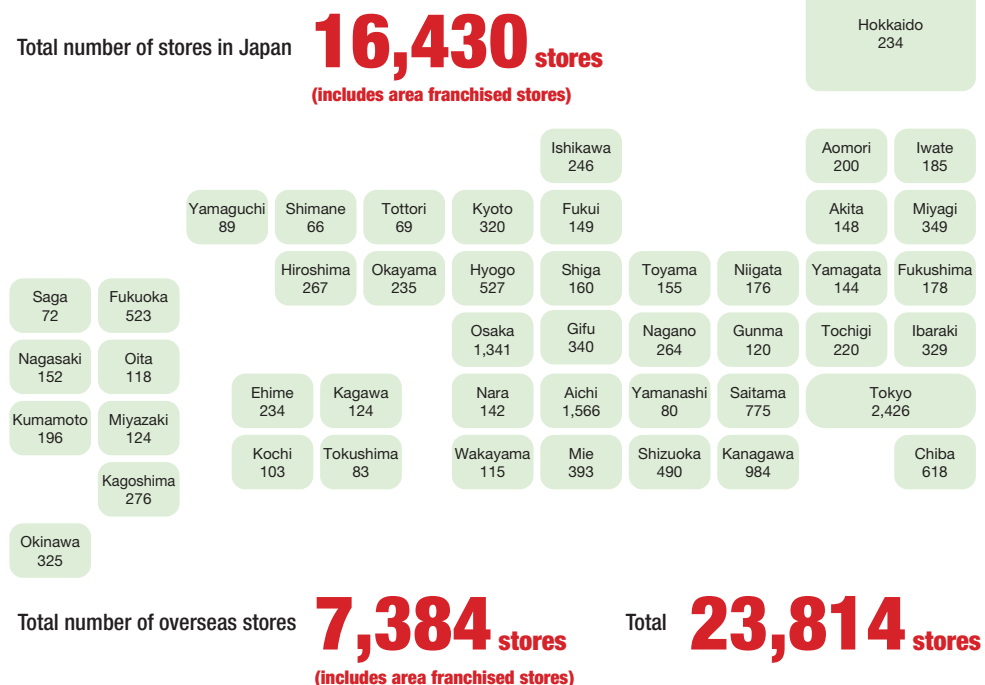 Total number of stores in Japan 16,430 stores
(includes area franchised stores)
Hokkaido
234
Ishikawa
246
Aomori
200
Iwate
185
Yamaguchi
89
Shimane
66
Tottori
69
Kyoto
320
Fukui
149
Akita
148
Miyagi
349
Hiroshima
267
Okayama
235
Hyogo
527
Shiga
160
Toyama
155
Niigata
176
Yamagata
144
Fukushima
178
Saga
72
Fukuoka
523
Osaka
1,341
Gifu
340
Nagano
264
Gunma
120
Tochigi
220
Ibaraki
329
Nagasaki
152
Oita
118
Ehime
234
Kagawa
124
Nara
142
Aichi
1,566
Yamanashi
80
Saitama
775
Tokyo
2,426
Kumamoto
196
Miyazaki
124
Kochi
103
Tokushima
83
Wakayama
115
Mie
393
Shizuoka
490
Kanagawa
984
Chiba
618
Kagoshima
276
Okinawa
325
Total number of overseas stores 7,384 stores
(includes area franchised stores)
Total 23,814 stores